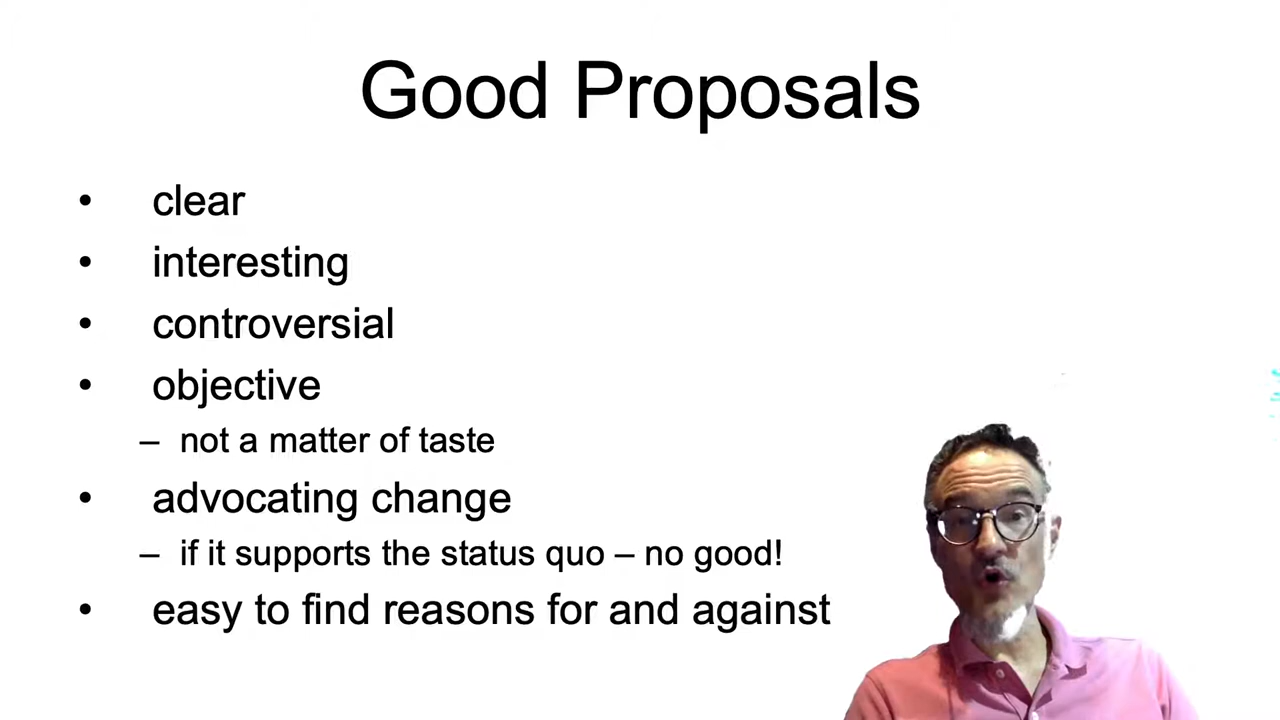 Good Proposals
• clear
• interesting
• controversial
• objective
– not a matter of taste
• advocating change
– if it supports the status quo – no good!
• easy to find reasons for and against